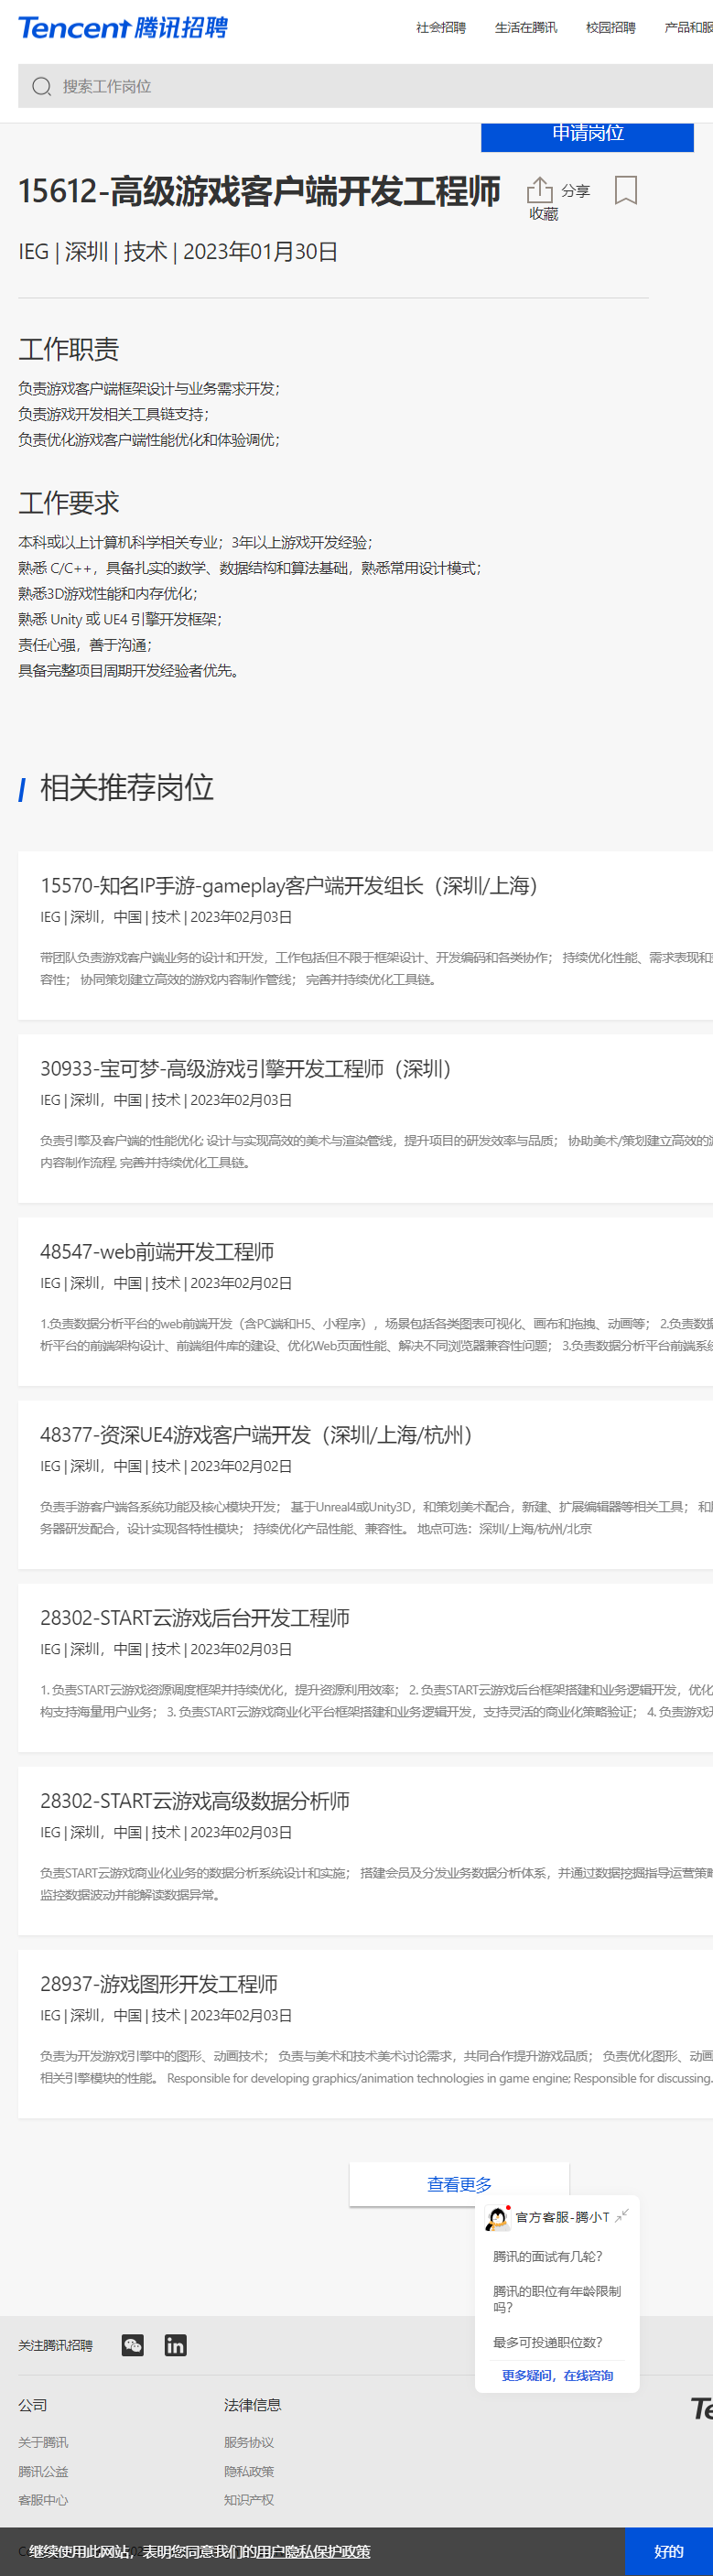 Tencent 腾讯招聘
社会招聘 生活在腾讯 校园招聘 产品和服
搜索工作岗位
申请岗位
15612-高级游戏客户端开发工程师 分享
收藏
IEG | 深圳 | 技术 | 2023年01月30日
工作职责
负责游戏客户端框架设计与业务需求开发；
负责游戏开发相关工具链支持；
负责优化游戏客户端性能优化和体验调优；
工作要求
本科或以上计算机科学相关专业；3年以上游戏开发经验；
熟悉 C/C++，具备扎实的数学、数据结构和算法基础，熟悉常用设计模式；
熟悉3D游戏性能和内存优化；
熟悉 Unity 或 UE4 引擎开发框架；
责任心强，善于沟通；
具备完整项目周期开发经验者优先。
相关推荐岗位
15570-知名IP手游-gameplay客户端开发组长（深圳/上海）
IEG | 深圳，中国 | 技术 | 2023年02月03日
带团队负责游戏客户端业务的设计和开发，工作包括但不限于框架设计、开发编码和各类协作； 持续优化性能、需求表现和
容性； 协同策划建立高效的游戏内容制作管线； 完善并持续优化工具链。
30933-宝可梦-高级游戏引擎开发工程师（深圳）
IEG | 深圳，中国 | 技术 | 2023年02月03日
负责引擎及客户端的性能优化; 设计与实现高效的美术与渲染管线，提升项目的研发效率与品质； 协助美术/策划建立高效的
内容制作流程, 完善并持续优化工具链。
48547-web前端开发工程师
IEG | 深圳，中国 | 技术 | 2023年02月02日
1.负责数据分析平台的web前端开发（含PC端和H5、小程序），场景包括各类图表可视化、画布和拖拽、动画等； 2.负责数
析平台的前端架构设计、前端组件库的建设、优化Web页面性能、解决不同浏览器兼容性问题； 3.负责数据分析平台前端系
48377-资深UE4游戏客户端开发（深圳/上海/杭州）
IEG | 深圳，中国 | 技术 | 2023年02月02日
负责手游客户端各系统功能及核心模块开发； 基于Unreal4或Unity3D，和策划美术配合，新建、扩展编辑器等相关工具； 和
务器研发配合，设计实现各特性模块； 持续优化产品性能、兼容性。 地点可选：深圳/上海/杭州/北京
28302-START云游戏后台开发工程师
IEG | 深圳，中国 | 技术 | 2023年02月03日
1. 负责START云游戏资源调度框架并持续优化，提升资源利用效率； 2. 负责START云游戏后台框架搭建和业务逻辑开发，优化
构支持海量用户业务； 3. 负责START云游戏商业化平台框架搭建和业务逻辑开发，支持灵活的商业化策略验证； 4. 负责游戏
28302-START云游戏高级数据分析师
IEG | 深圳，中国 | 技术 | 2023年02月03日
负责START云游戏商业化业务的数据分析系统设计和实施； 搭建会员及分发业务数据分析体系，并通过数据挖掘指导运营策略
监控数据波动并能解读数据异常。
28937-游戏图形开发工程师
IEG | 深圳，中国 | 技术 | 2023年02月03日
负责为开发游戏引擎中的图形、动画技术； 负责与美术和技术美术讨论需求，共同合作提升游戏品质； 负责优化图形、动画
相关引擎模块的性能。 Responsible for developing graphics/animation technologies in game engine; Responsible for discussing
查看更多
官方客服-腾小T
腾讯的面试有几轮？
腾讯的职位有年龄限制
吗？
最多可投递职位数？
更多疑问，在线咨询
关注腾讯招聘
公司 法律信息
关于腾讯 服务协议
腾讯公益 隐私政策
客服中心 知识产权
继续使用此网站，表明您同意我们的用户隐私保护政策 好的